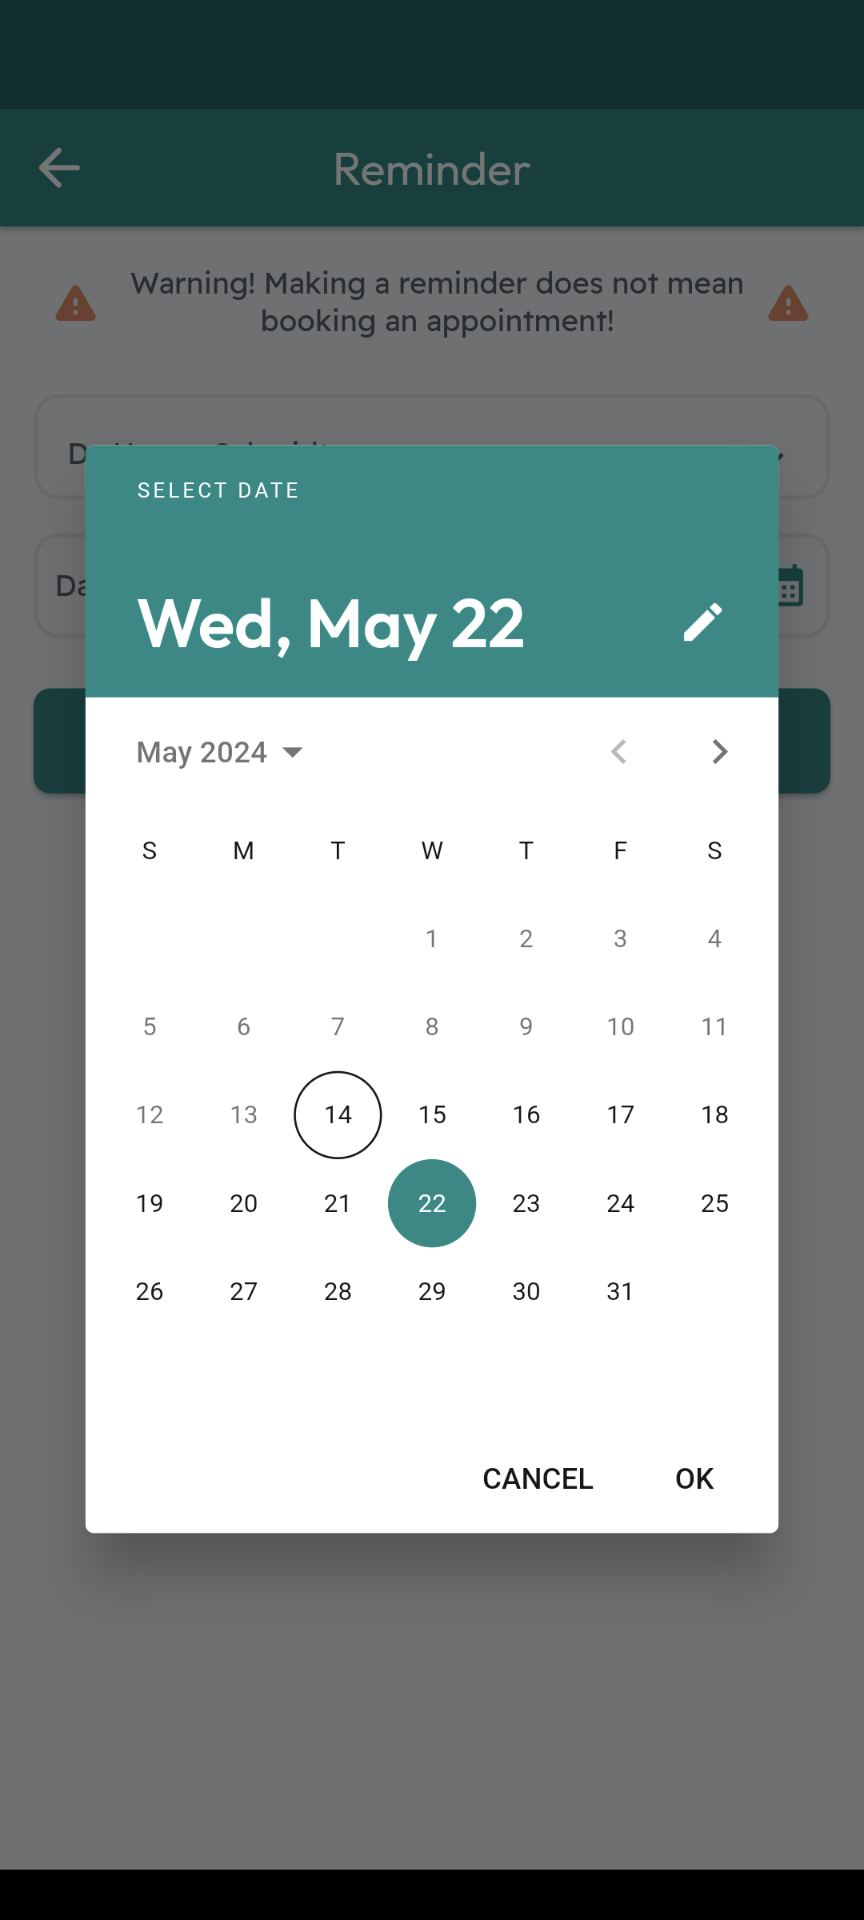 Reminder
Warning! Making a reminder does not mean
booking an appointment!
SELECT DATE
Wed, May 22
May 2024
S M T W T F S
1 2 3 4
5 6 7 8 9 10 11
12 13 14 15 16 17 18
19 20 21 22 23 24 25
26 27 28 29 30 31
CANCEL OK